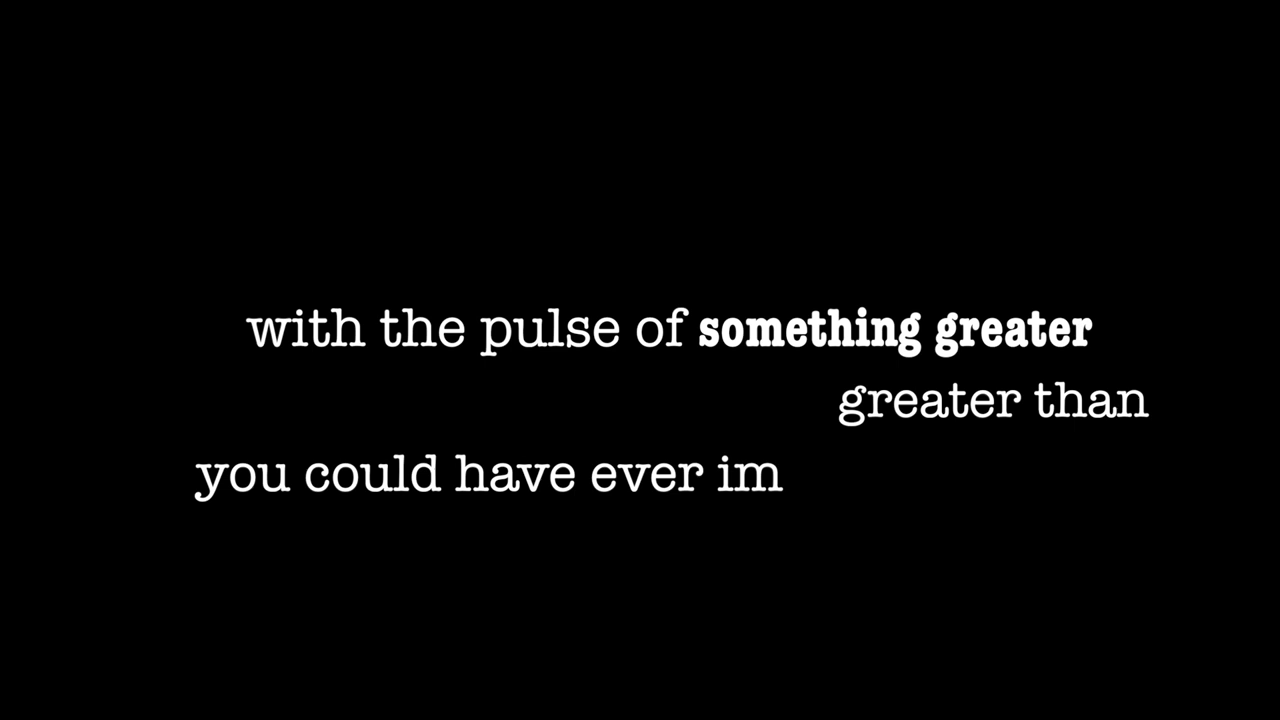 with the pulse of something greater
greater than
you could have ever im